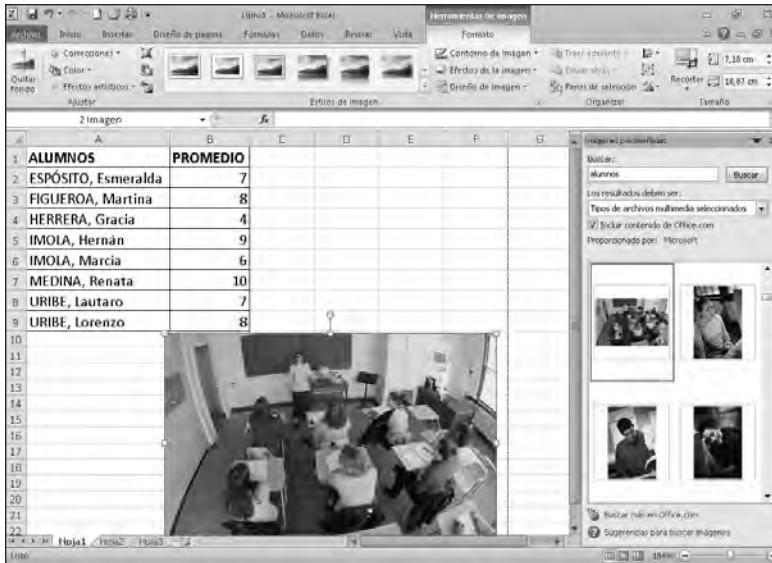 Libro1 - Microsoft Excel
Herramientas de imagen
Archivo Inicio Insertar Diseño de página Fórmulas Datos Revisar Vista Formato
Correcciones
Color
Efectos artísticos
Quitar fondo
Ajustar
Estilos de imagen
Contorno de imagen
Efectos de la imagen
Diseño de imagen
Traer adelante
Enviar atrás
Panel de selección
Organizar
Recortar
7,18 cm
18,87 cm
Tamaño
2 Imagen
fx
A B C D E F G
1 ALUMNOS PROMEDIO
2 ESPÓSITO, Esmeralda 7
3 FIGUEROA, Martina 8
4 HERRERA, Gracia 4
5 IMOLA, Hernán 9
6 IMOLA, Marcia 6
7 MEDINA, Renata 10
8 URIBE, Lautaro 7
9 URIBE, Lorenzo 8
10
11
12
13
14
15
16
17
18
19
20
21
22
Imágenes prediseñadas
Buscar:
alumnos
Buscar
Los resultados deben ser:
Tipos de archivos multimedia seleccionados
Incluir contenido de Office.com
Proporcionado por: Microsoft
Buscar más en Office.com
Sugerencias para buscar imágenes
Hoja1 Hoja2 Hoja3
Listo